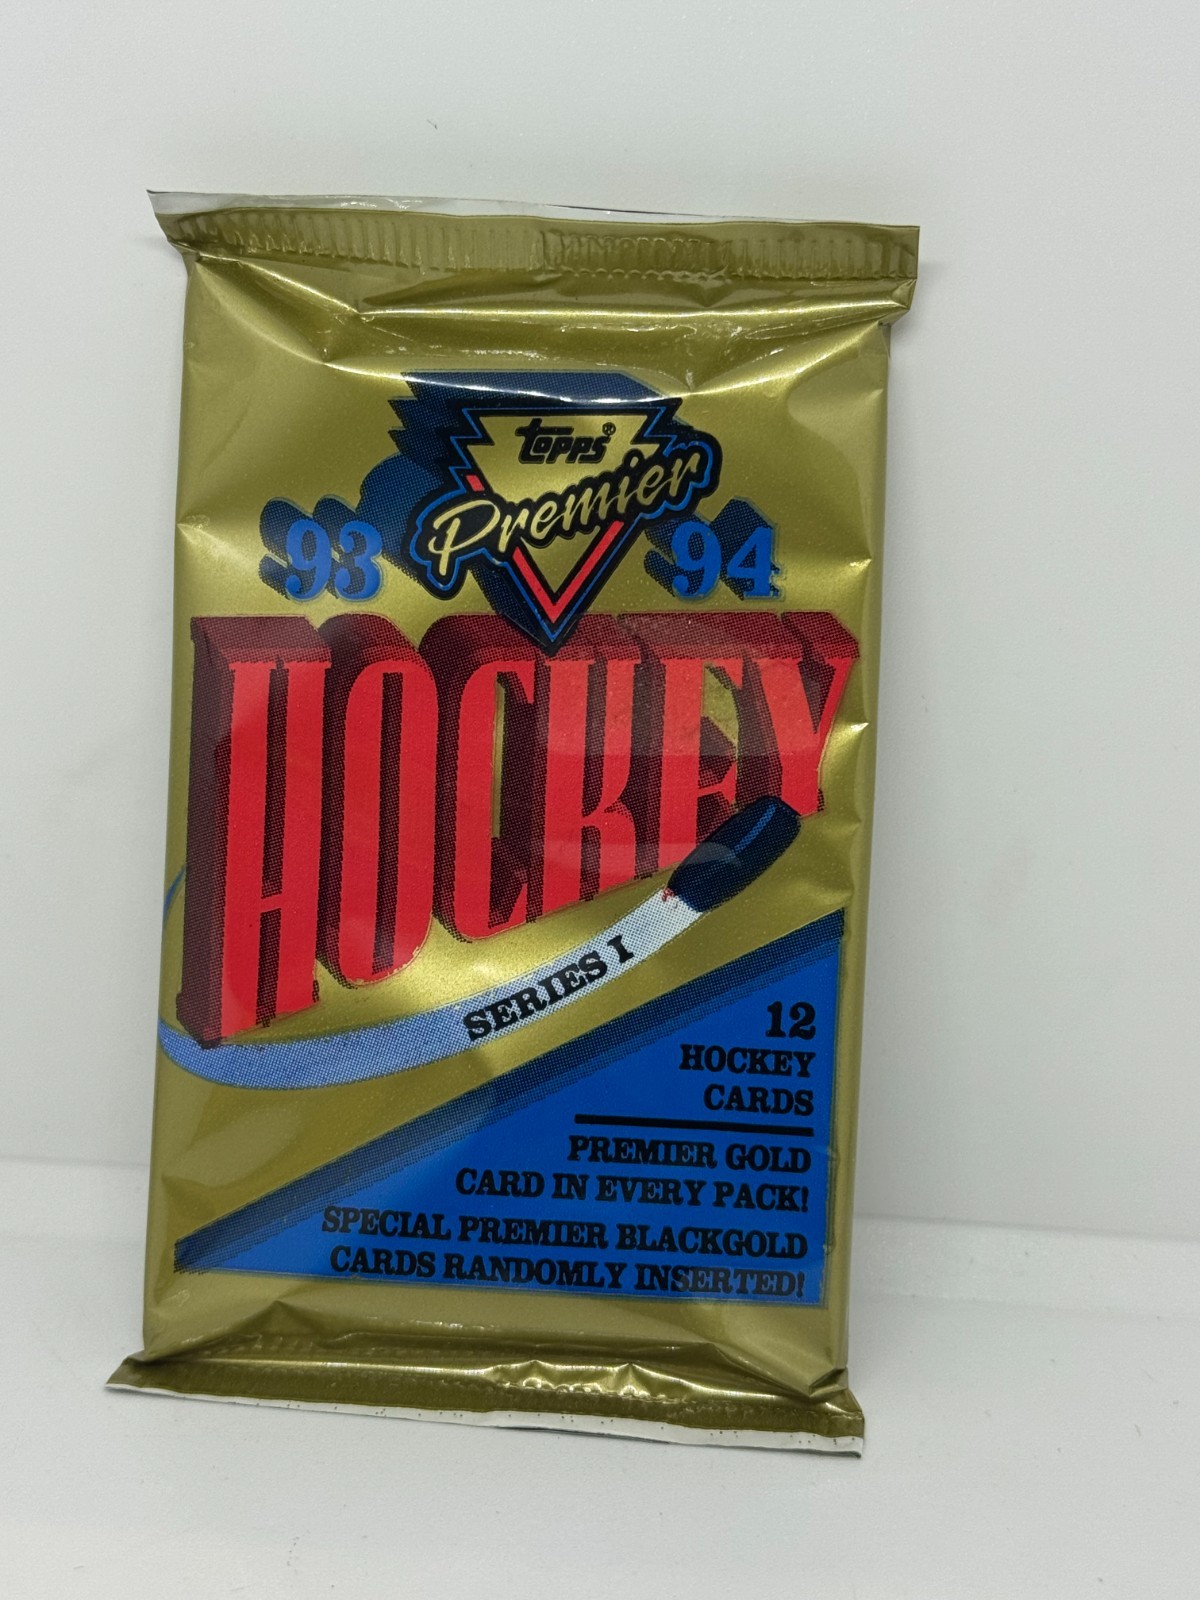 topps®
Premier
93 94
HOCKEY
SERIES I
12
HOCKEY
CARDS
PREMIER GOLD
CARD IN EVERY PACK!
SPECIAL PREMIER BLACKGOLD
CARDS RANDOMLY INSERTED!